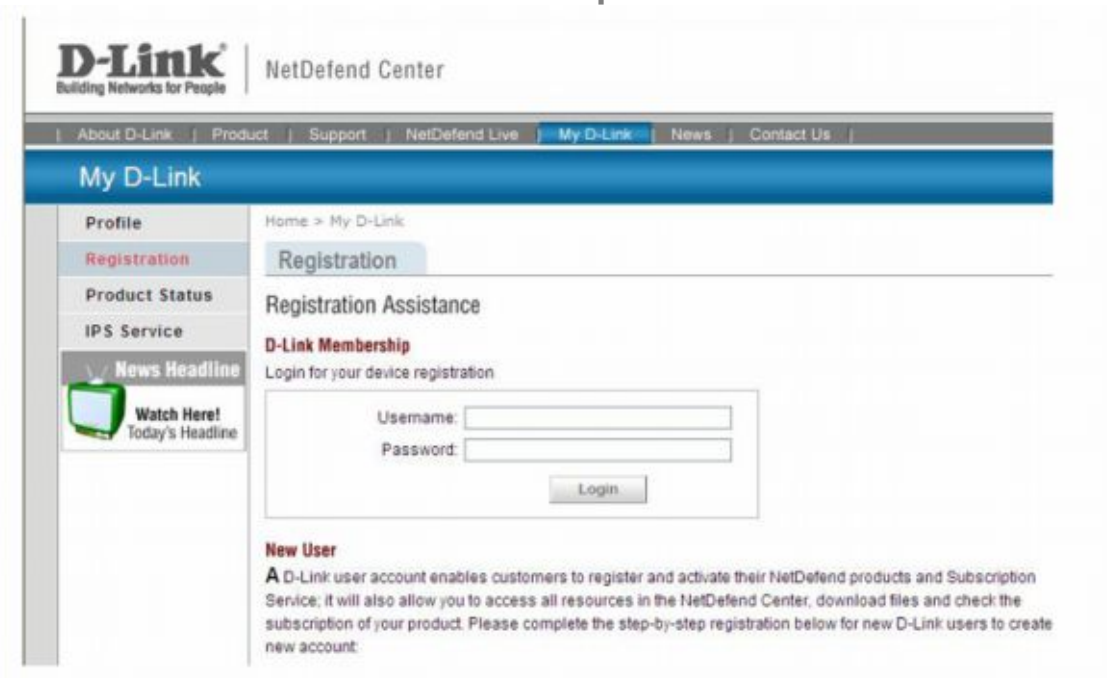 D-Link
Building Networks for People
NetDefend Center
| About D-Link | Product | Support | NetDefend Live | My D-Link | News | Contact Us |
My D-Link
Profile
Registration
Product Status
IPS Service
News Headline
Watch Here!
Today's Headline
Home > My D-Link
Registration
Registration Assistance
D-Link Membership
Login for your device registration
Username:
Password:
Login
New User
A D-Link user account enables customers to register and activate their NetDefend products and Subscription
Service; it will also allow you to access all resources in the NetDefend Center, download files and check the
subscription of your product. Please complete the step-by-step registration below for new D-Link users to create
new account: